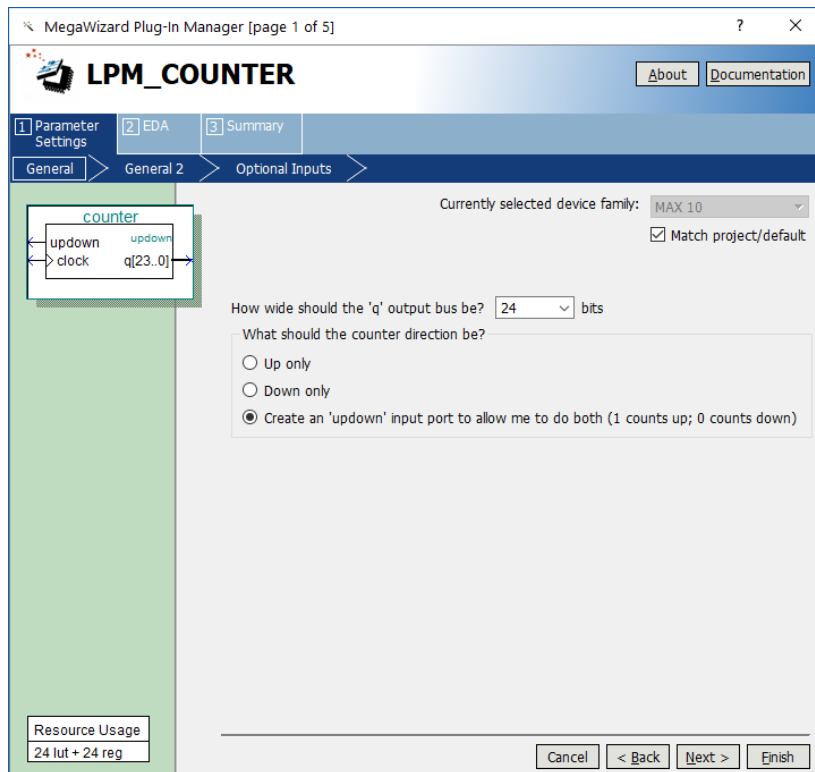 MegaWizard Plug-In Manager [page 1 of 5]
?
LPM_COUNTER
About
Documentation
1 Parameter Settings
2 EDA
3 Summary
General
General 2
Optional Inputs
counter
updown
updown
clock
q[23..0]
Currently selected device family:
MAX 10
Match project/default
How wide should the 'q' output bus be? 24 bits
What should the counter direction be?
Up only
Down only
Create an 'updown' input port to allow me to do both (1 counts up; 0 counts down)
Resource Usage
24 lut + 24 reg
Cancel
< Back
Next >
Finish